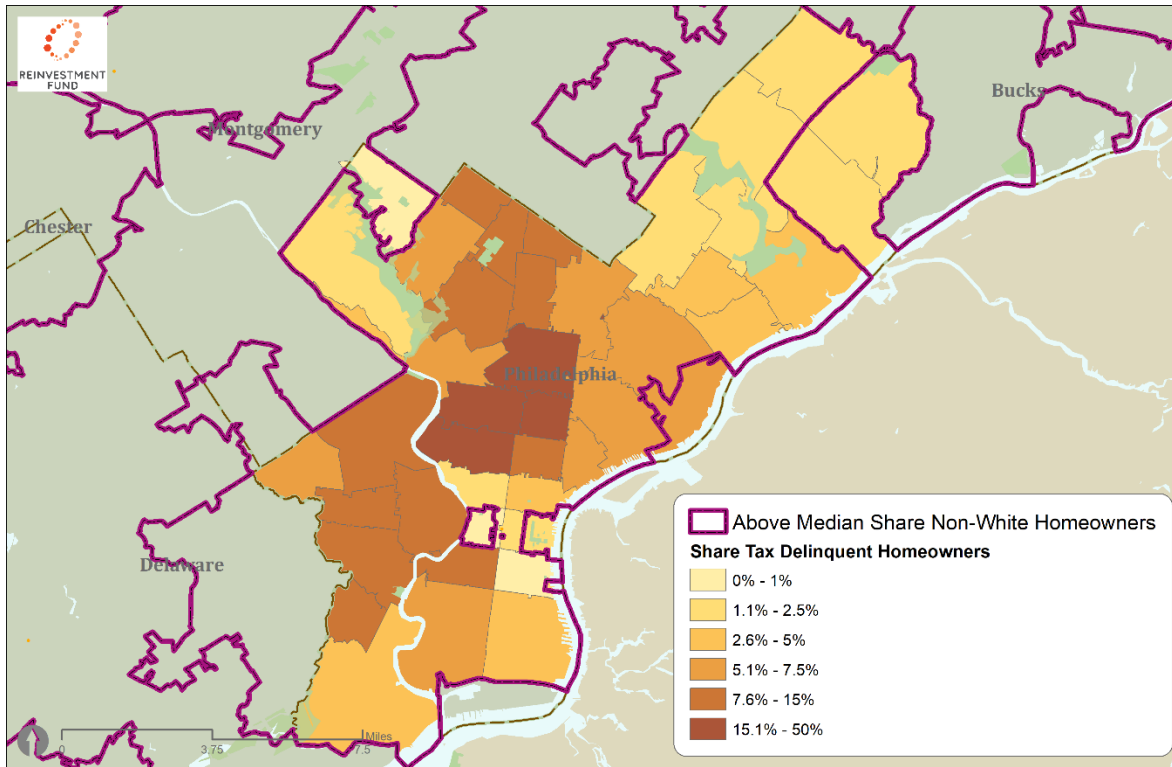 REINVESTMENT
FUND
Bucks
Montgomery
Chester
Philadelphia
Delaware
Above Median Share Non-White Homeowners
Share Tax Delinquent Homeowners
0% - 1%
1.1% - 2.5%
2.6% - 5%
5.1% - 7.5%
7.6% - 15%
15.1% - 50%
Miles
0 3.75 7.5